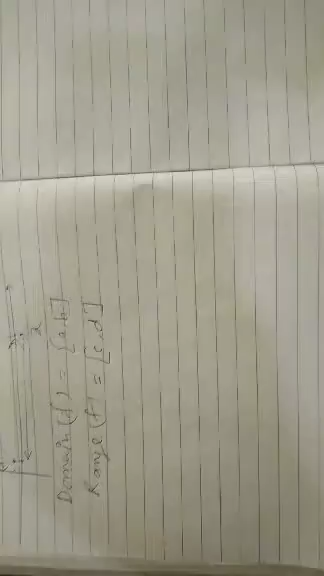 Domain (f) = [a,b]
Range (f) = [c,d]